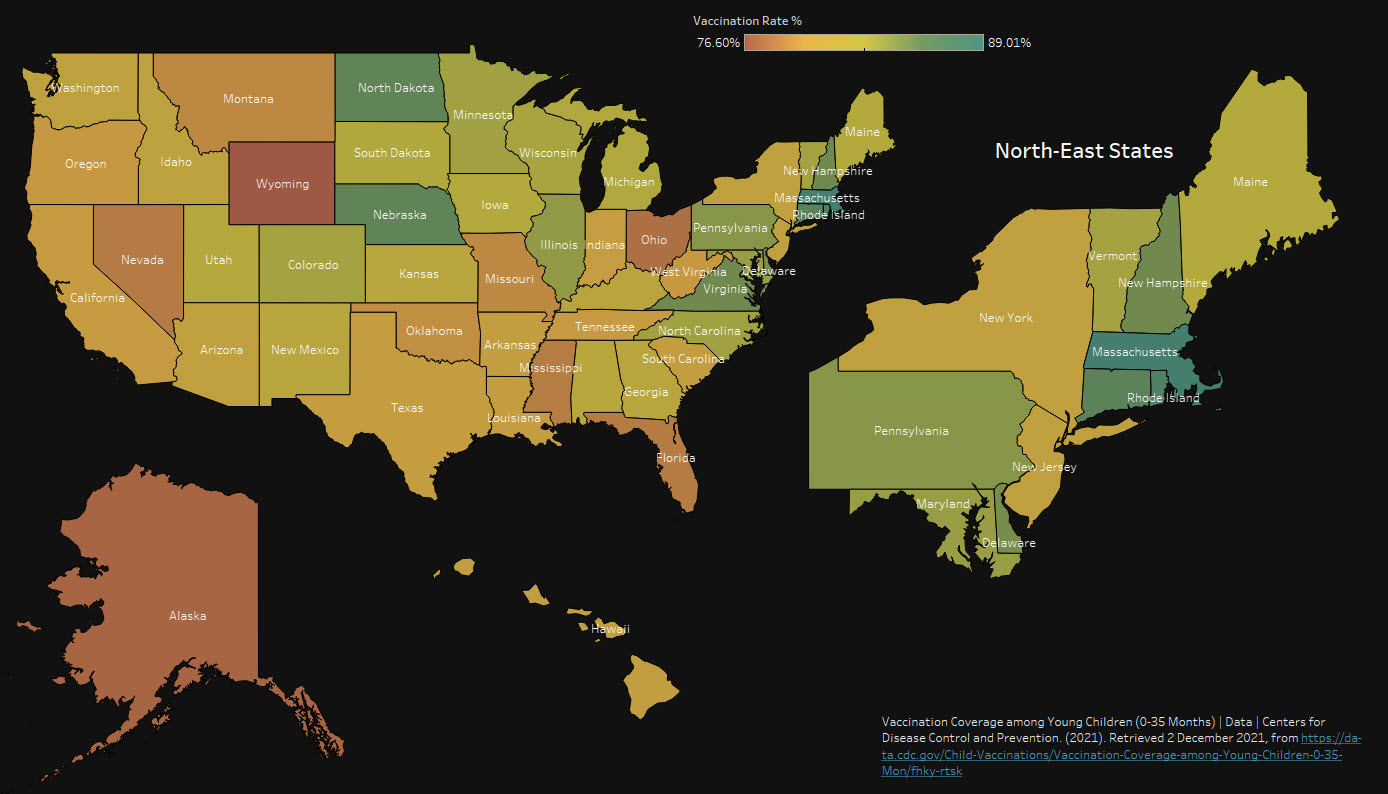 Vaccination Rate %
76.60%
89.01%
Washington
Montana
North Dakota
Minnesota
Maine
Oregon
Idaho
Wyoming
South Dakota
Wisconsin
Michigan
New Hampshire
Massachusetts
Rhode Island
Nebraska
Iowa
Pennsylvania
Nevada
Utah
Colorado
Kansas
Illinois
Indiana
Ohio
Missouri
West Virginia
Delaware
Virginia
California
Arizona
New Mexico
Oklahoma
Arkansas
Tennessee
North Carolina
South Carolina
Mississippi
Georgia
Texas
Louisiana
Florida
Alaska
Hawaii
North-East States
Maine
Vermont
New Hampshire
New York
Massachusetts
Rhode Island
Pennsylvania
New Jersey
Maryland
Delaware
Vaccination Coverage among Young Children (0-35 Months) | Data | Centers for
Disease Control and Prevention. (2021). Retrieved 2 December 2021, from https://da-
ta.cdc.gov/Child-Vaccinations/Vaccination-Coverage-among-Young-Children-0-35-
Mon/fhky-rtsk